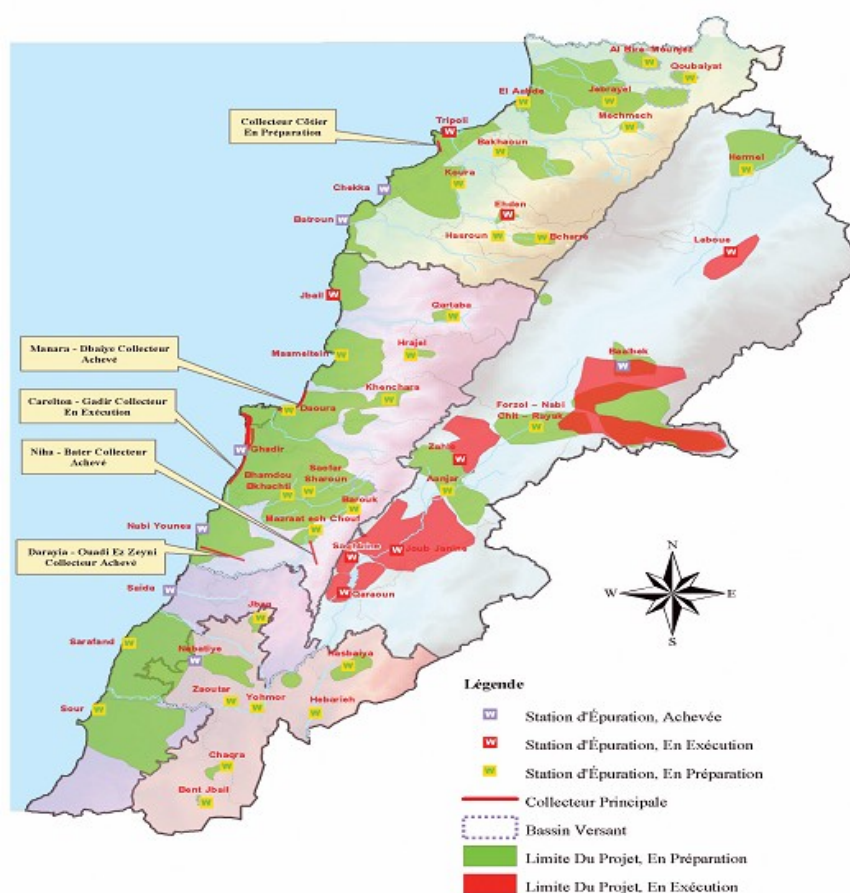 Al Bire-Mounjez
Qoubaiyat
El Aabde
Jebrayel
Mechmech
Collecteur Côtier
En Préparation
Tripoli
Bakhaoun
Hermel
Koura
Chekka
Batroun
Ehden
Hasroun
Bcharre
Laboue
Jbail
Qartaba
Manara - Dbaiye Collecteur
Achevé
Maameltein
Hrajel
Baalbek
Khenchara
Carelton - Gadir Collecteur
En Exécution
Daoura
Forzol - Nabi
Chit - Rayak
Ghadir
Zahle
Niha - Bater Collecteur
Achevé
Bhamdou
Bkhachti
Saofar
Sharoun
Aanjar
Barouk
Nabi Younes
Mazraat ech Chouf
Darayia - Ouadi Ez Zeyni
Collecteur Achevé
Saghbine
Joub Janine
N
W
E
S
Saida
Qaraoun
Jbaa
Sarafand
Nabatiye
Hasbaiya
Zaoutar
Yohmor
Hebarieh
Sour
Chaqra
Bent Jbail
Légende
W Station d'Épuration, Achevée
W Station d'Épuration, En Exécution
W Station d'Épuration, En Préparation
Collecteur Principale
Bassin Versant
Limite Du Projet, En Préparation
Limite Du Projet, En Exécution